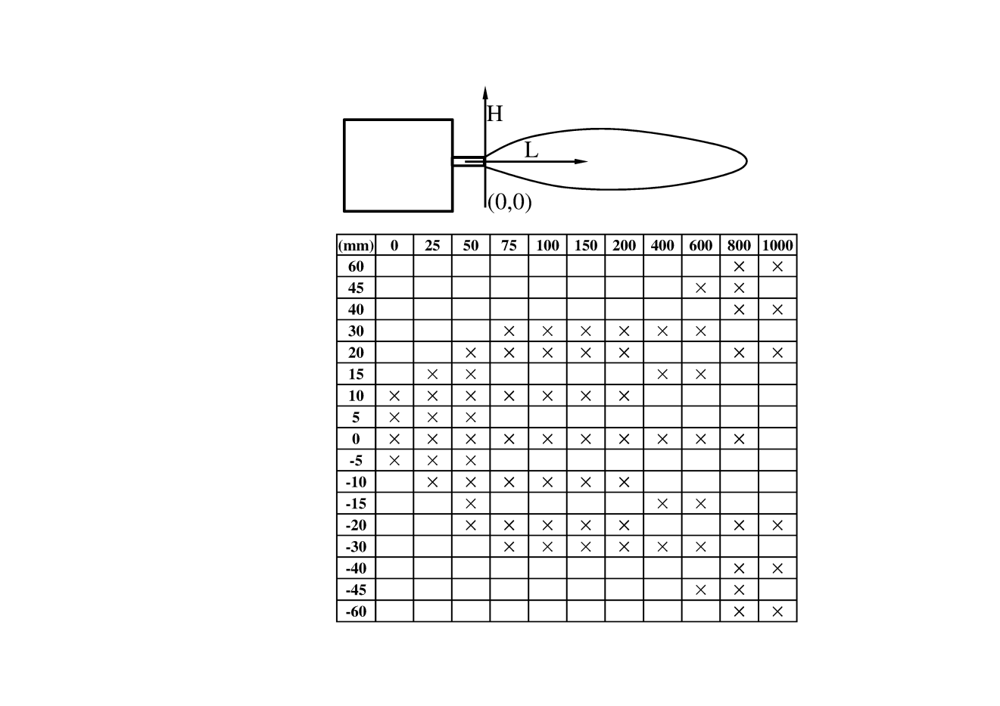 H
L
(0,0)
(mm) 0 25 50 75 100 150 200 400 600 800 1000
60 × ×
45 × ×
40 × ×
30 × × × × × ×
20 × × × × × × ×
15 × × × ×
10 × × × × × × ×
5 × × ×
0 × × × × × × × × × ×
-5 × × ×
-10 × × × × × ×
-15 × × ×
-20 × × × × × × ×
-30 × × × × × ×
-40 × ×
-45 × ×
-60 × ×